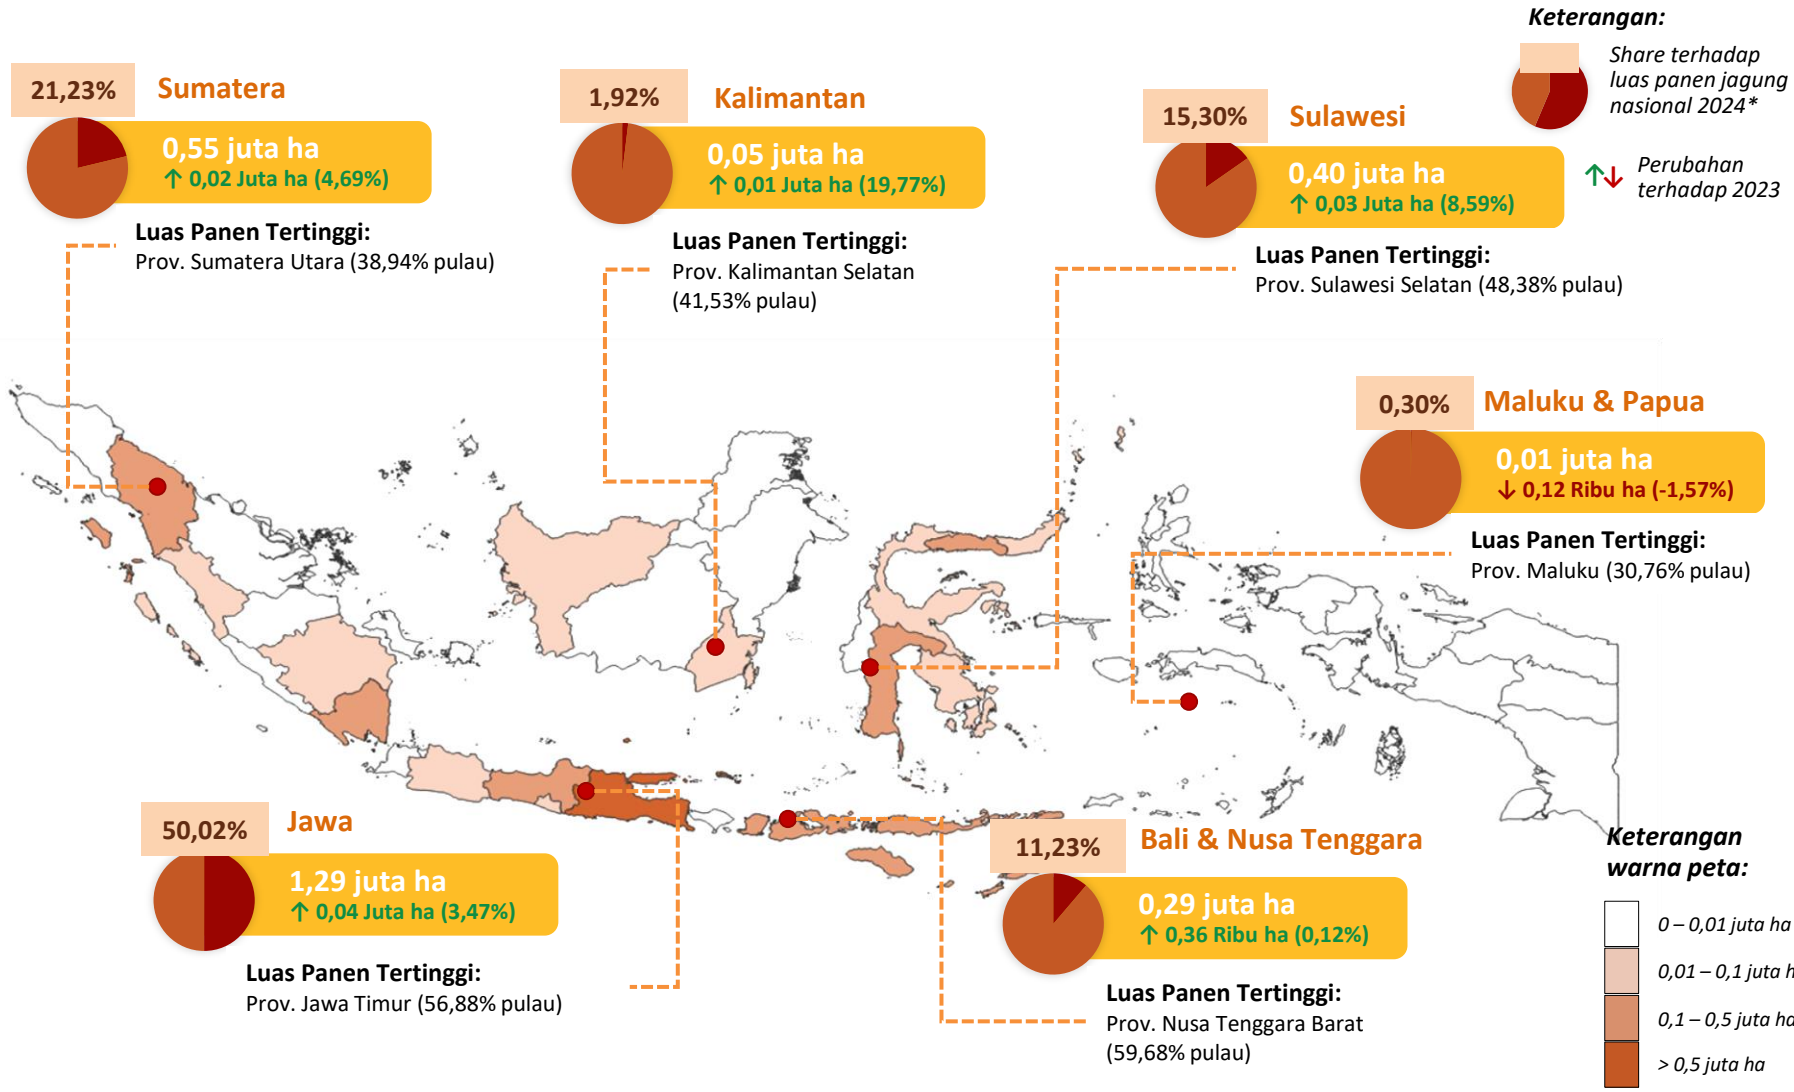 Keterangan:
Share terhadap
luas panen jagung
nasional 2024*
Perubahan
terhadap 2023
21,23%
Sumatera
0,55 juta ha
↑ 0,02 Juta ha (4,69%)
Luas Panen Tertinggi:
Prov. Sumatera Utara (38,94% pulau)
1,92%
Kalimantan
0,05 juta ha
↑ 0,01 Juta ha (19,77%)
Luas Panen Tertinggi:
Prov. Kalimantan Selatan
(41,53% pulau)
15,30%
Sulawesi
0,40 juta ha
↑ 0,03 Juta ha (8,59%)
Luas Panen Tertinggi:
Prov. Sulawesi Selatan (48,38% pulau)
0,30%
Maluku & Papua
0,01 juta ha
↓ 0,12 Ribu ha (-1,57%)
Luas Panen Tertinggi:
Prov. Maluku (30,76% pulau)
50,02%
Jawa
1,29 juta ha
↑ 0,04 Juta ha (3,47%)
Luas Panen Tertinggi:
Prov. Jawa Timur (56,88% pulau)
11,23%
Bali & Nusa Tenggara
0,29 juta ha
↑ 0,36 Ribu ha (0,12%)
Luas Panen Tertinggi:
Prov. Nusa Tenggara Barat
(59,68% pulau)
Keterangan
warna peta:
0 – 0,01 juta ha
0,01 – 0,1 juta h
0,1 – 0,5 juta ha
> 0,5 juta ha